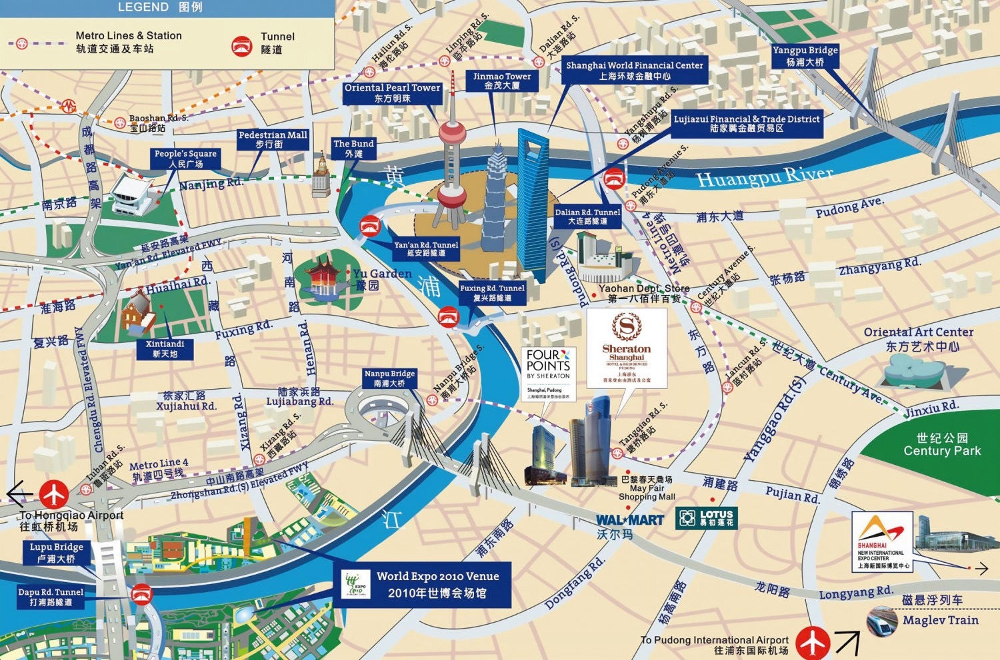 LEGEND 图例
Metro Lines & Station
轨道交通及车站
Tunnel
隧道
Hailun Rd. S.
海伦路站
Linping Rd. S.
临平路站
Dalian Rd. S.
大连路站
Yangpu Bridge
杨浦大桥
Shanghai World Financial Center
上海环球金融中心
Jinmao Tower
金茂大厦
Oriental Pearl Tower
东方明珠
Baoshan Rd. S.
宝山路站
Yangshupu Rd. S.
杨树浦路站
Lujiazui Financial & Trade District
陆家嘴金融贸易区
Pedestrian Mall
步行街
The Bund
外滩
People's Square
人民广场
成都路高架
Nanjing Rd.
南京路
黄
Huangpu River
Pudong Avenue S.
浦东大道站
Pudong Ave.
浦东大道
Dalian Rd. Tunnel
大连路隧道
Metro Line 4
轨道四号路
延安路高架
Yan'an Rd. Elevated FWY
Yan'an Rd. Tunnel
延安路隧道
Pudong Rd (S)
Century Avenue S.
世纪大道站
张杨路
Zhangyang Rd.
西藏路
河南路
Yu Garden
豫园
浦
Fuxing Rd. Tunnel
复兴路隧道
Yaohan Dept. Store
第一八佰伴百货
Huaihai Rd.
淮海路
复兴路
Fuxing Rd.
Xintiandi
新天地
Henan Rd.
FOUR
POINTS
BY SHERATON
Shanghai, Pudong
S
Sheraton
Shanghai
HOTEL & RESIDENCES
PUDONG
上海浦东
喜来登由由酒店及公寓
东方路
Lancun Rd. S.
蓝村路站
世纪大道 Century Ave.
Oriental Art Center
东方艺术中心
Jinxiu Rd.
世纪公园
Century Park
Chengdu Rd. Elevated FWY
徐家汇路
Xujiahui Rd.
陆家浜路
Lujiabang Rd.
Nanpu Bridge
南浦大桥
Nanpu Bridge S.
南浦大桥站
Xizang Rd.
Xizang Rd. S.
西藏路站
Tangqiao Rd. S.
塘桥路站
Yanggao Rd. (S)
锦绣路
Luban Rd. S.
鲁班路站
Metro Line 4
轨道四号线
中山南路高架
Zhongshan Rd.(S) Elevated FWY
巴黎春天商场
May Fair
Shopping Mall
浦建路
Pujian Rd.
To Hongqiao Airport
往虹桥机场
WAL★MART
沃尔玛
LOTUS
易初莲花
江
浦东南路
SHANGHAI
NEW INTERNATIONAL
EXPO CENTER
上海新国际博览中心
Lupu Bridge
卢浦大桥
Dapu Rd. Tunnel
打浦路隧道
EXPO
2010
World Expo 2010 Venue
2010年世博会场馆
Dongfang Rd.
杨高南路
龙阳路
Longyang Rd.
磁悬浮列车
Maglev Train
To Pudong International Airport
往浦东国际机场